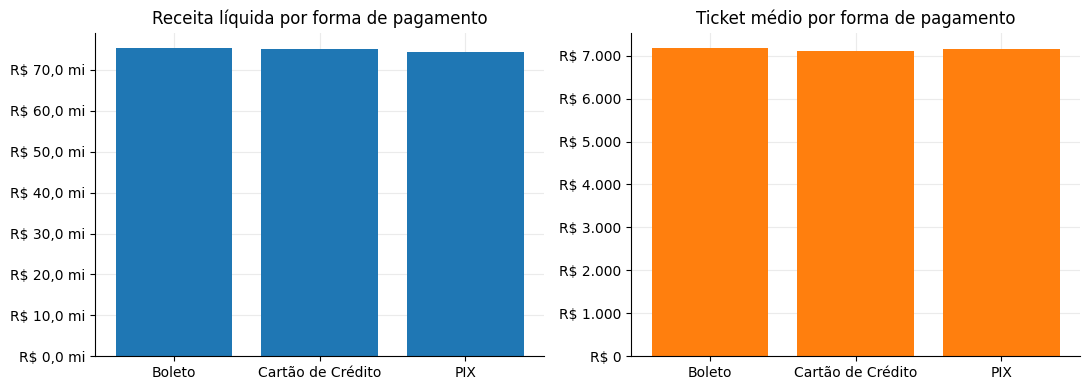 Receita líquida por forma de pagamento
R$ 70,0 mi
R$ 60,0 mi
R$ 50,0 mi
R$ 40,0 mi
R$ 30,0 mi
R$ 20,0 mi
R$ 10,0 mi
R$ 0,0 mi
Boleto
Cartão de Crédito
PIX
Ticket médio por forma de pagamento
R$ 7.000
R$ 6.000
R$ 5.000
R$ 4.000
R$ 3.000
R$ 2.000
R$ 1.000
R$ 0
Boleto
Cartão de Crédito
PIX